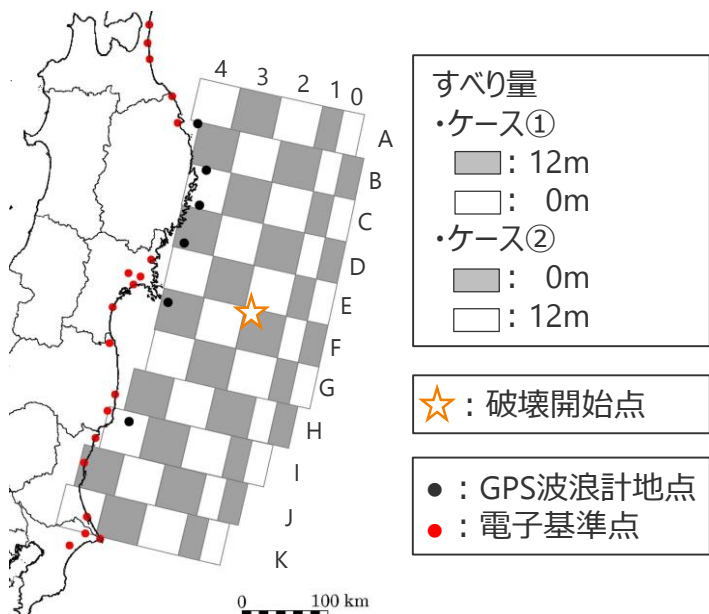 4 3 2 1 0
A
B
C
D
E
F
G
H
I
J
K
0 100 km
すべり量
・ケース①
: 12m
: 0m
・ケース②
: 0m
: 12m
: 破壊開始点
: GPS波浪計地点
: 電子基準点